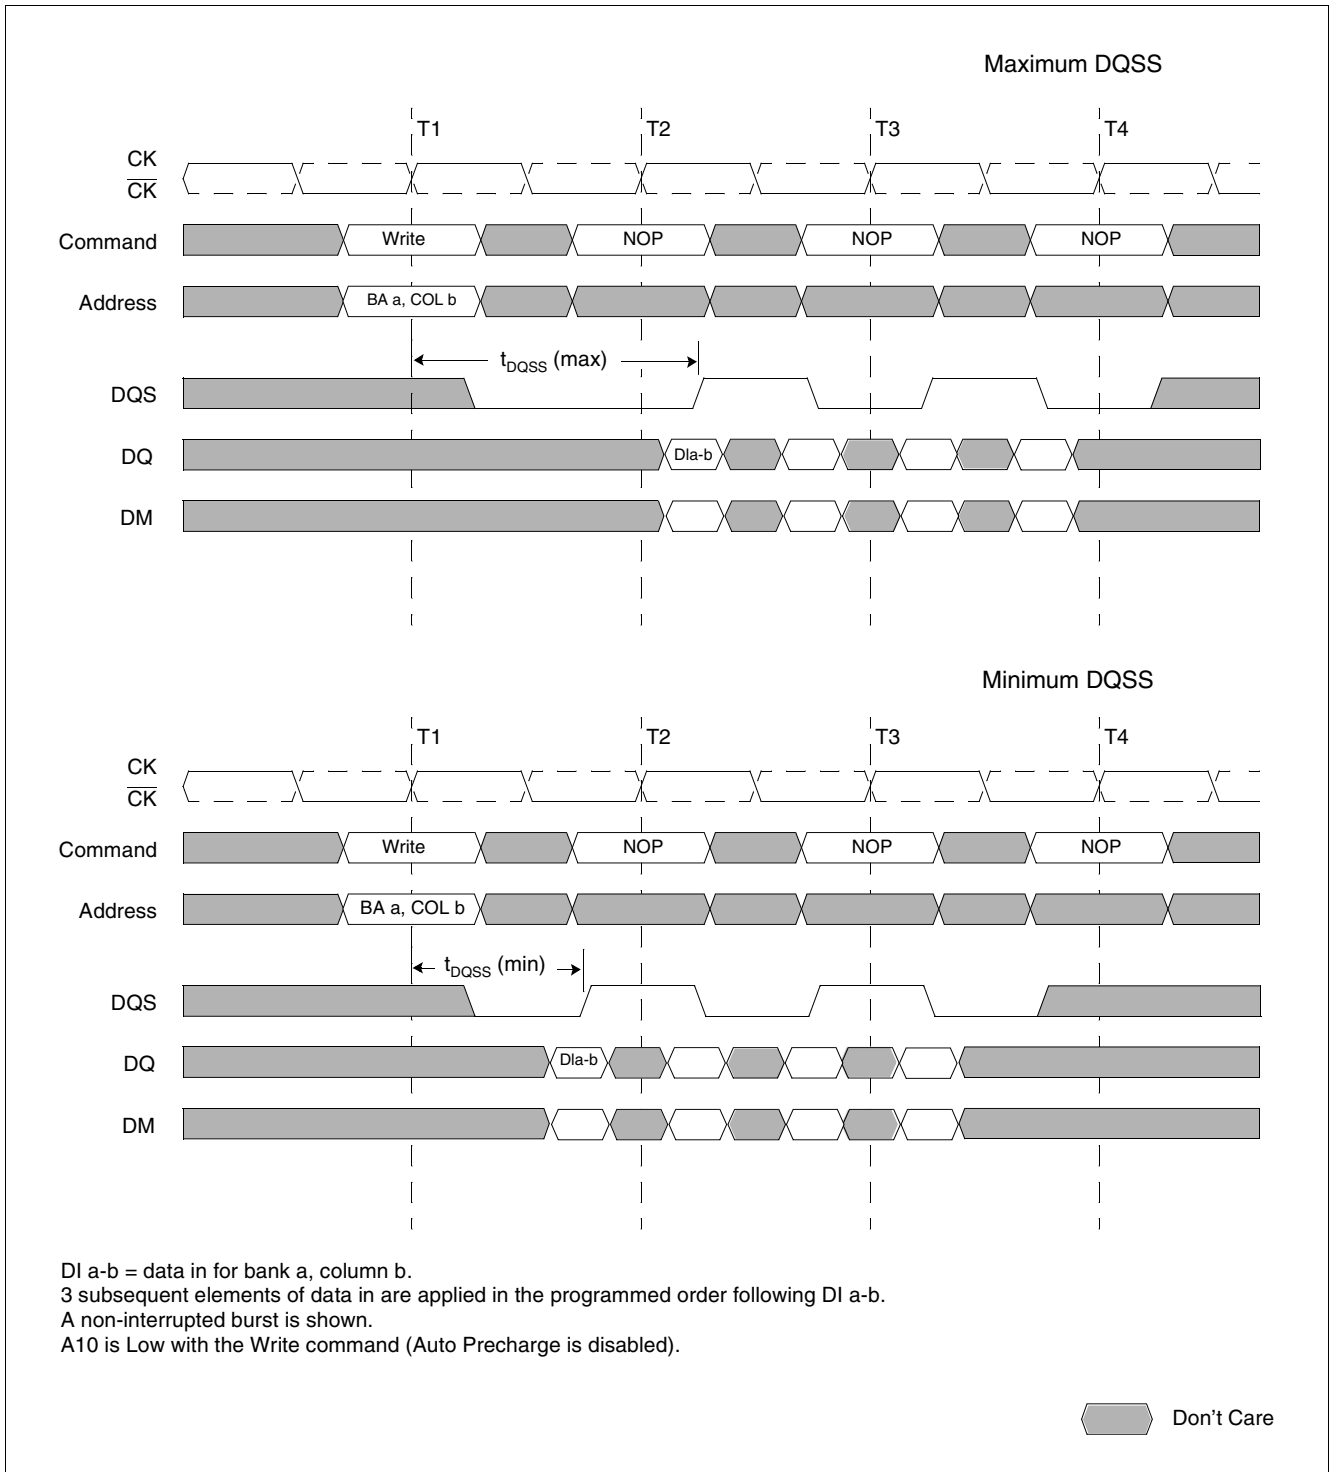 Maximum DQSS
T1 T2 T3 T4
CK
CK
Command Write NOP NOP NOP
Address BA a, COL b
tDQSS (max)
DQS
DQ DIa-b
DM
Minimum DQSS
T1 T2 T3 T4
CK
CK
Command Write NOP NOP NOP
Address BA a, COL b
tDQSS (min)
DQS
DQ DIa-b
DM
DI a-b = data in for bank a, column b.
3 subsequent elements of data in are applied in the programmed order following DI a-b.
A non-interrupted burst is shown.
A10 is Low with the Write command (Auto Precharge is disabled).
Don't Care